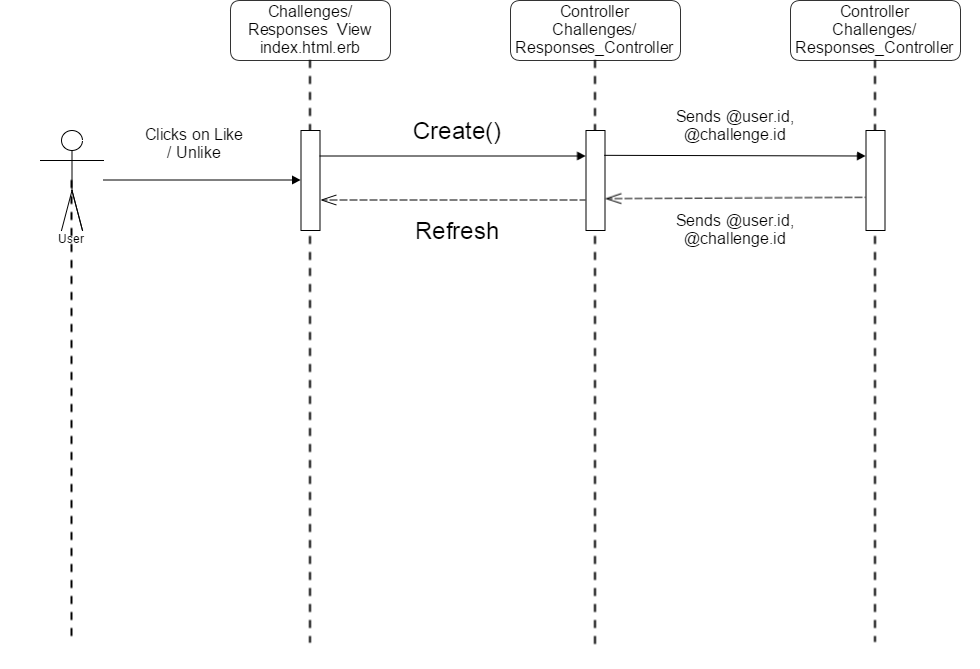 Challenges/
Responses View
index.html.erb
Controller
Challenges/
Responses_Controller
Controller
Challenges/
Responses_Controller
Clicks on Like
/ Unlike
Create()
Sends @user.id,
@challenge.id
Refresh
Sends @user.id,
@challenge.id
User